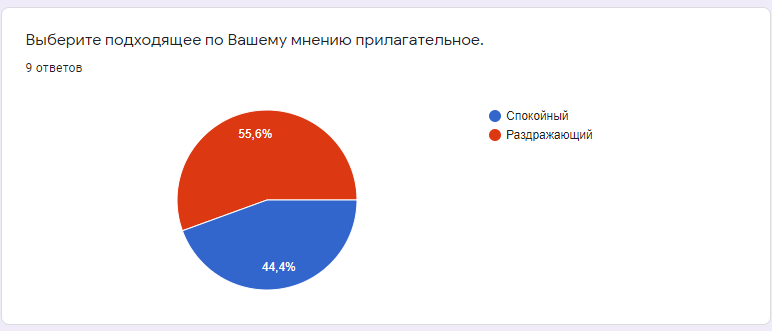 Выберите подходящее по Вашему мнению прилагательное.
9 ответов
Спокойный
Раздражающий
55,6%
44,4%